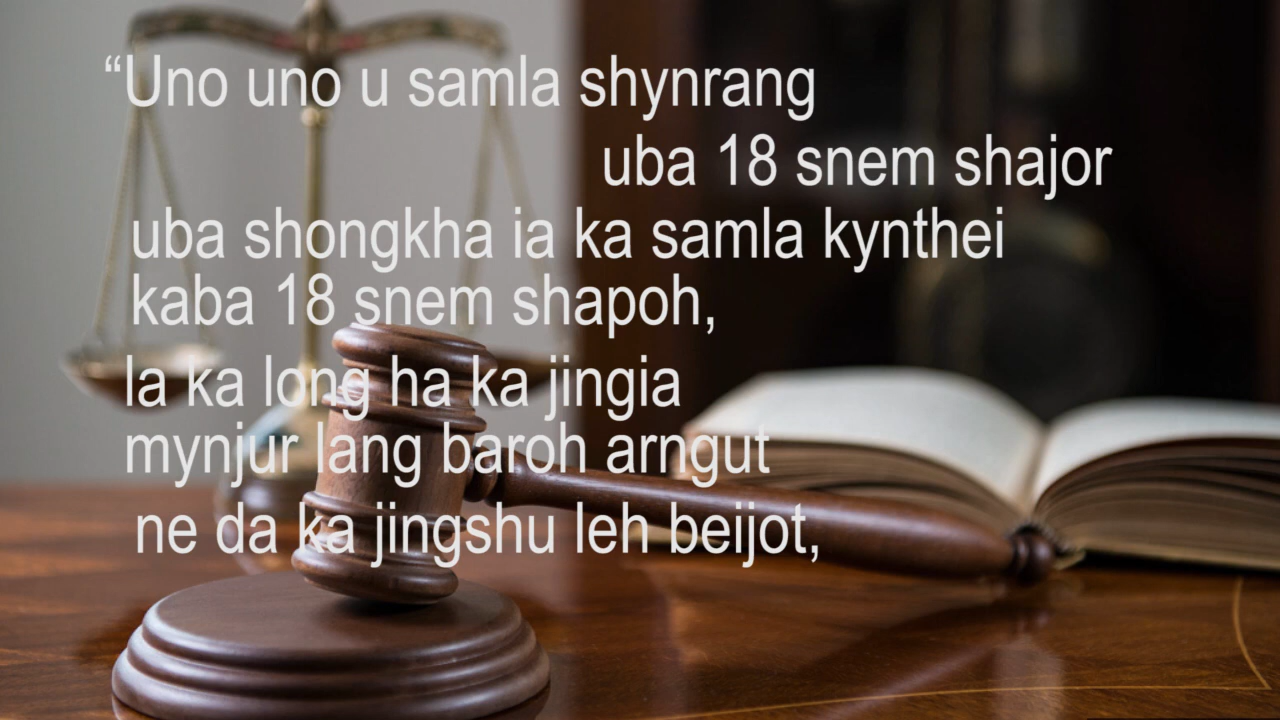 “Uno uno u samla shynrang
uba 18 snem shajor
uba shongkha ia ka samla kynthei
kaba 18 snem shapoh,
la ka long ha ka jingia
mynjur lang baroh arngut
ne da ka jingshu leh beijot,